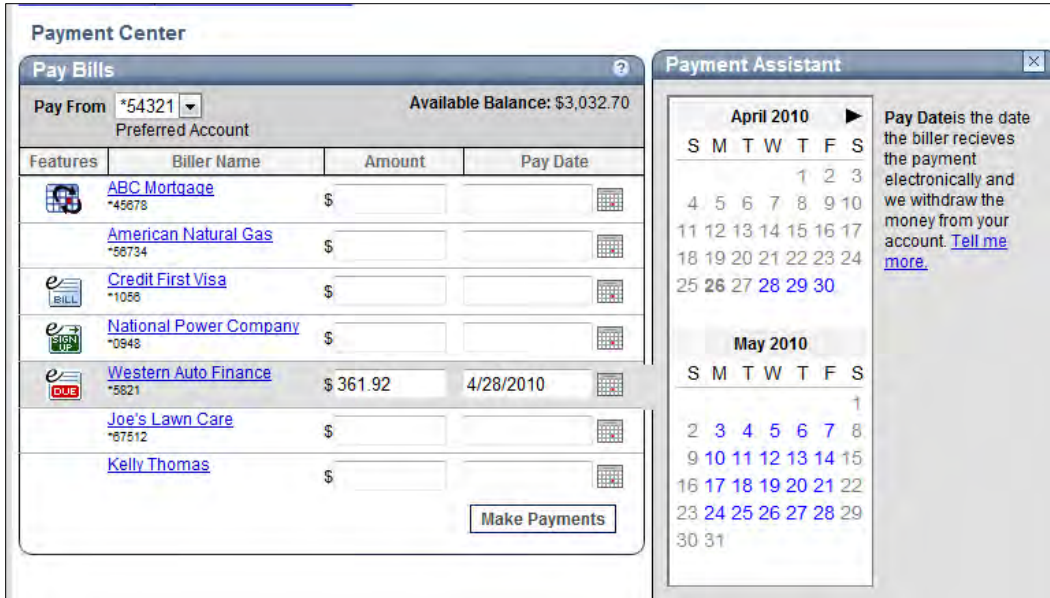 Payment Center
Pay Bills ?
Pay From *54321 Available Balance: $3,032.70
Preferred Account
Features Biller Name Amount Pay Date
ABC Mortgage
*45678 $
American Natural Gas
*56734 $
e BILL Credit First Visa
*1056 $
e SIGN UP National Power Company
*0948 $
e DUE Western Auto Finance
*5821 $ 361.92 4/28/2010
Joe's Lawn Care
*67512 $
Kelly Thomas
$
Make Payments
Payment Assistant
April 2010
S M T W T F S
1 2 3
4 5 6 7 8 9 10
11 12 13 14 15 16 17
18 19 20 21 22 23 24
25 26 27 28 29 30
May 2010
S M T W T F S
1
2 3 4 5 6 7 8
9 10 11 12 13 14 15
16 17 18 19 20 21 22
23 24 25 26 27 28 29
30 31
Pay Dateis the date
the biller recieves
the payment
electronically and
we withdraw the
money from your
account. Tell me
more.